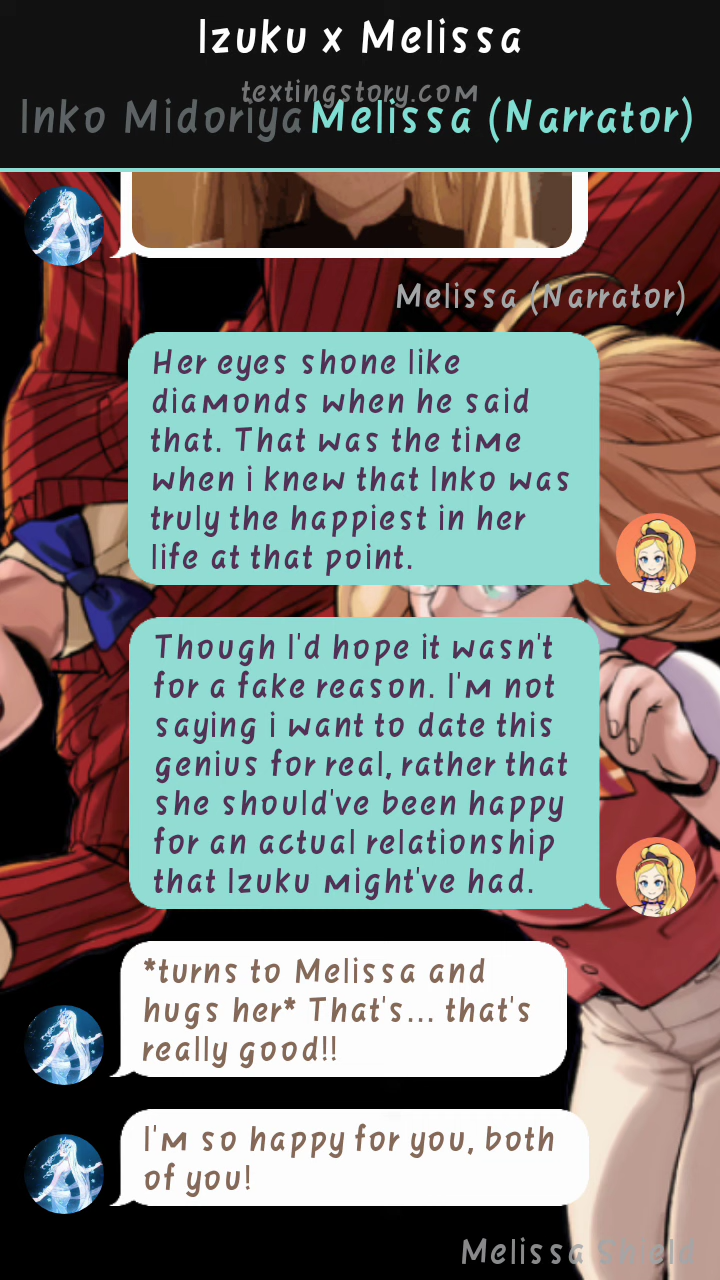 Izuku x Melissa
textingstory.com
Inko Midoriya Melissa (Narrator)
Melissa (Narrator)
Her eyes shone like
diamonds when he said
that. That was the time
when i knew that Inko was
truly the happiest in her
life at that point.
Though I'd hope it wasn't
for a fake reason. I'm not
saying i want to date this
genius for real, rather that
she should've been happy
for an actual relationship
that Izuku might've had.
*turns to Melissa and
hugs her* That's... that's
really good!!
I'm so happy for you, both
of you!
Melissa Shield